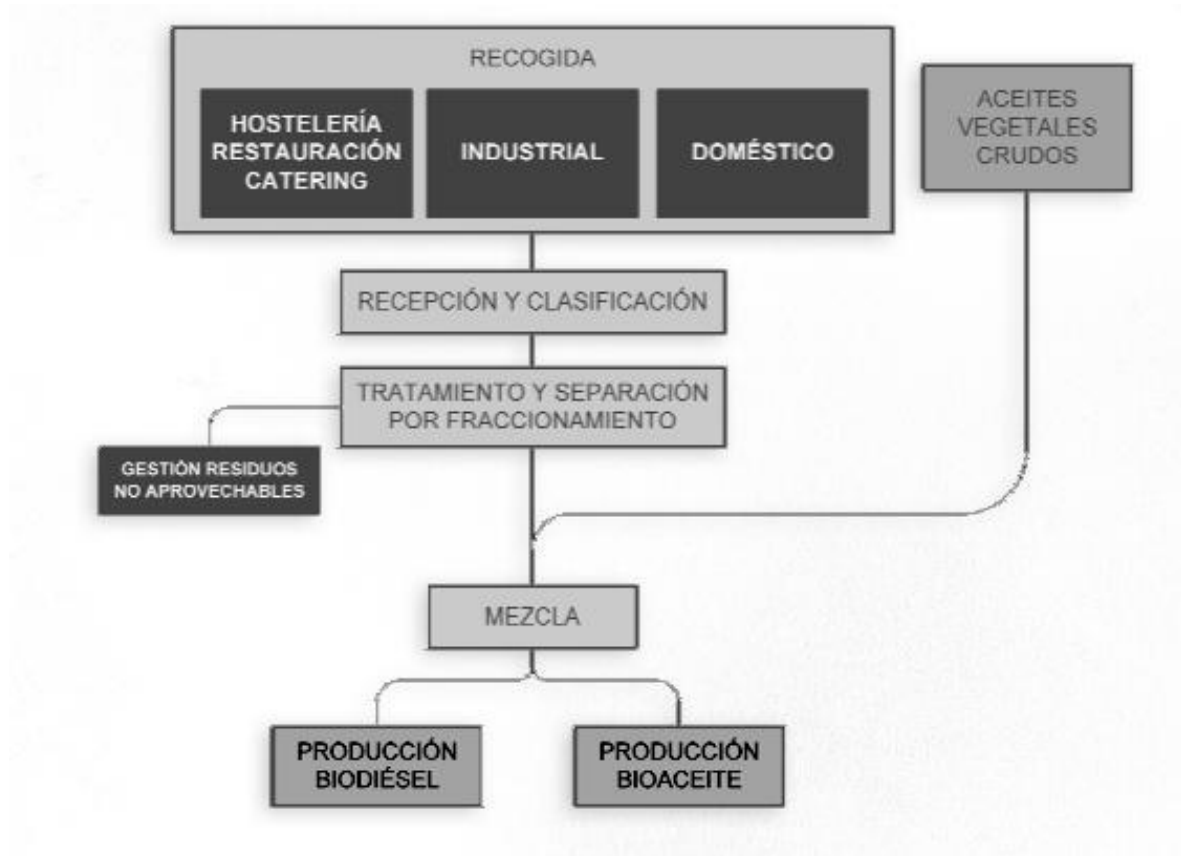 RECOGIDA
HOSTELERÍA
RESTAURACIÓN
CATERING
INDUSTRIAL
DOMÉSTICO
ACEITES
VEGETALES
CRUDOS
RECEPCIÓN Y CLASIFICACIÓN
TRATAMIENTO Y SEPARACIÓN
POR FRACCIONAMIENTO
GESTIÓN RESIDUOS
NO APROVECHABLES
MEZCLA
PRODUCCIÓN
BIODIÉSEL
PRODUCCIÓN
BIOACEITE